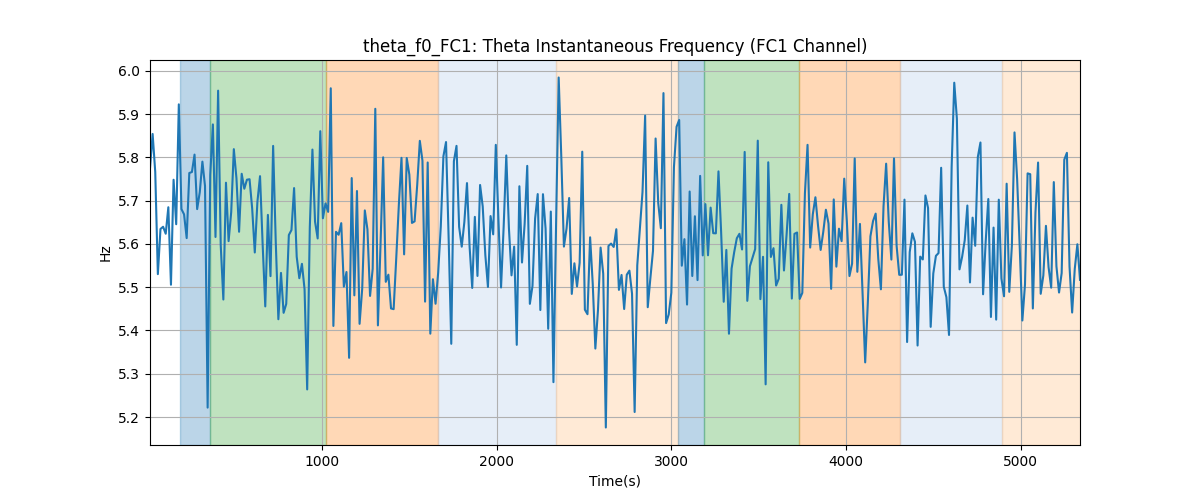 theta_f0_FC1: Theta Instantaneous Frequency (FC1 Channel)
6.0
5.9
5.8
5.7
5.6
5.5
5.4
5.3
5.2
Hz
1000 2000 3000 4000 5000
Time(s)